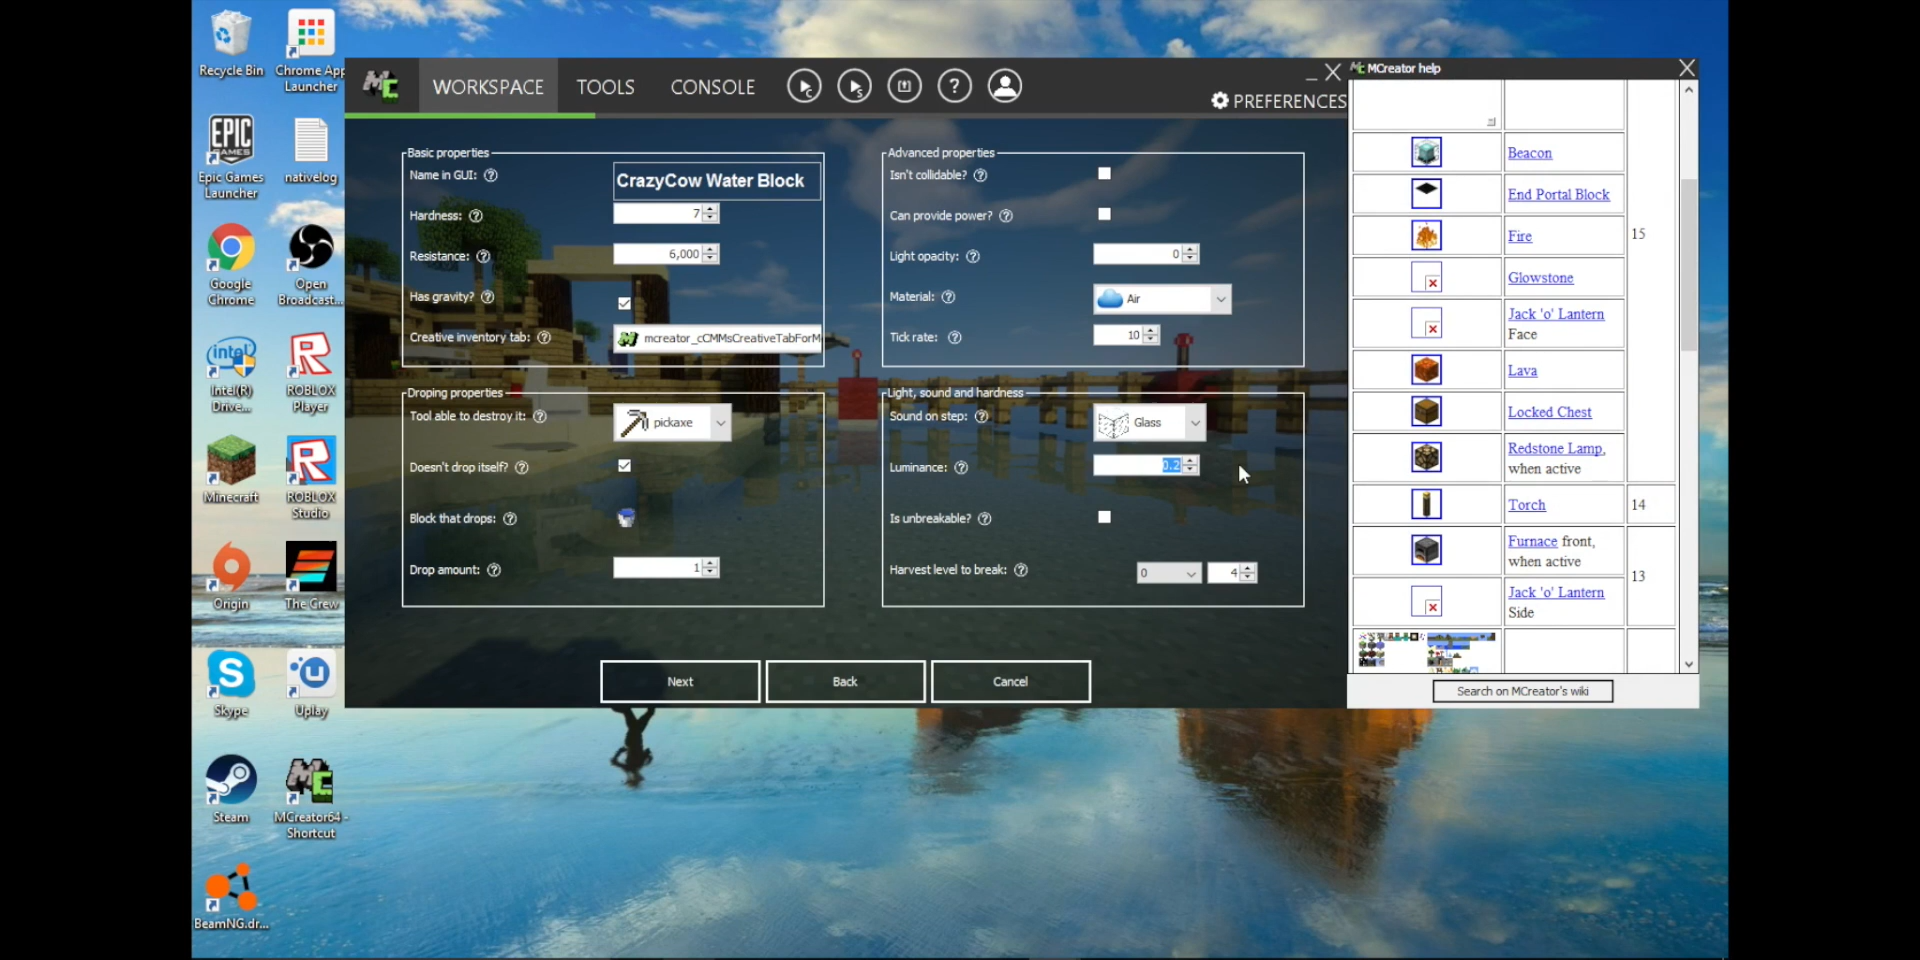 Recycle Bin
Chrome App
Launcher
Epic Games
Launcher
nativelog
Google
Chrome
Open
Broadcast...
Intel(R)
Drive...
ROBLOX
Player
Minecraft
ROBLOX
Studio
Origin
The Crew
Skype
Uplay
Steam
MCreator64 -
Shortcut
BeamNG.dr...
EPIC
GAMES
intel
WORKSPACE
TOOLS
CONSOLE
PREFERENCES
Basic properties
Name in GUI:
CrazyCow Water Block
Hardness:
7
Resistance:
6,000
Has gravity?
Creative inventory tab:
mcreator_cCMMsCreativeTabForM
Advanced properties
Isn't collidable?
Can provide power?
Light opacity:
0
Material:
Air
Tick rate:
10
Droping properties
Tool able to destroy it:
pickaxe
Doesn't drop itself?
Block that drops:
Drop amount:
1
Light, sound and hardness
Sound on step:
Glass
Luminance:
0.2
Is unbreakable?
Harvest level to break:
0
4
Next
Back
Cancel
MCreator help
Beacon
End Portal Block
Fire
15
Glowstone
Jack 'o' Lantern
Face
Lava
Locked Chest
Redstone Lamp,
when active
Torch
14
Furnace front,
when active
13
Jack 'o' Lantern
Side
Search on MCreator's wiki